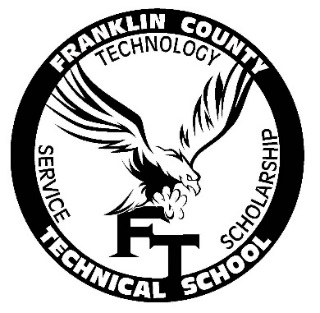 FRANKLIN COUNTY
TECHNOLOGY
SERVICE
SCHOLARSHIP
FT
TECHNICAL SCHOOL